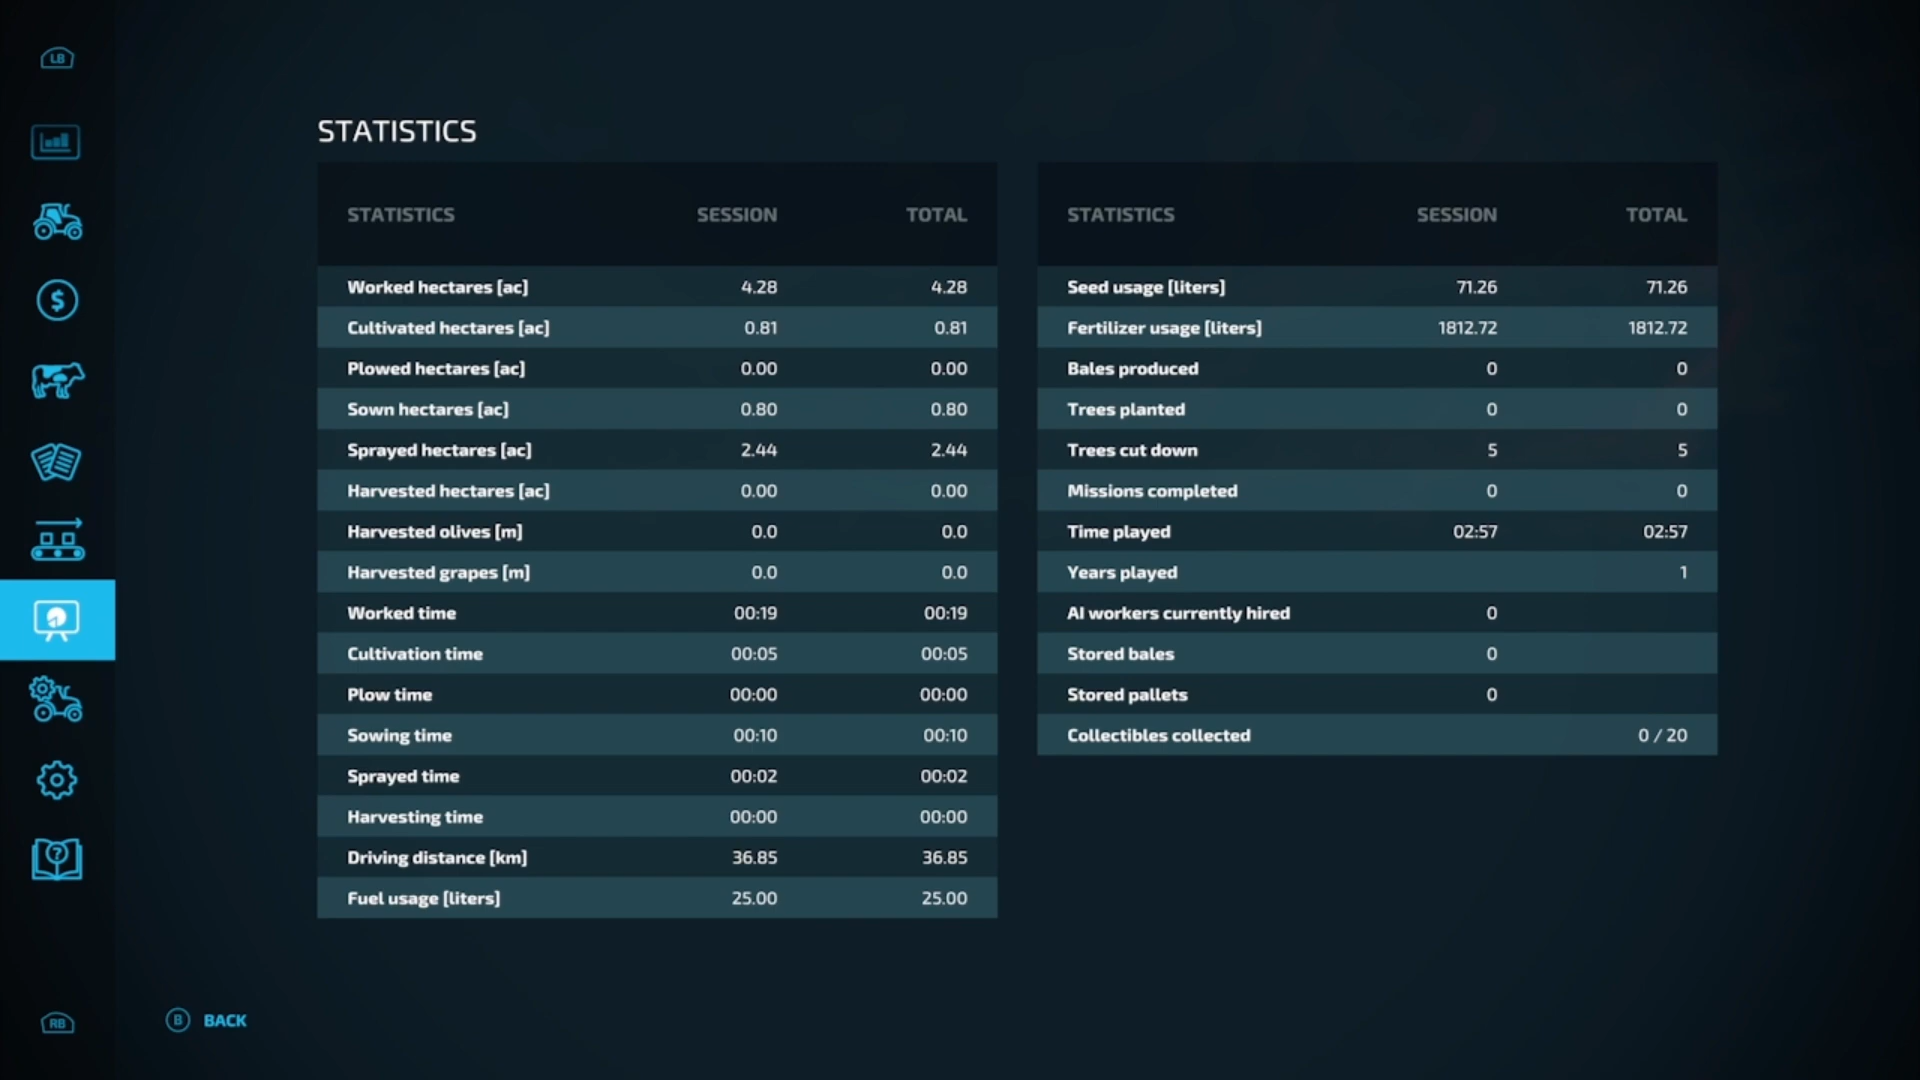 LB
STATISTICS
STATISTICS SESSION TOTAL
Worked hectares [ac] 4.28 4.28
Cultivated hectares [ac] 0.81 0.81
Plowed hectares [ac] 0.00 0.00
Sown hectares [ac] 0.80 0.80
Sprayed hectares [ac] 2.44 2.44
Harvested hectares [ac] 0.00 0.00
Harvested olives [m] 0.0 0.0
Harvested grapes [m] 0.0 0.0
Worked time 00:19 00:19
Cultivation time 00:05 00:05
Plow time 00:00 00:00
Sowing time 00:10 00:10
Sprayed time 00:02 00:02
Harvesting time 00:00 00:00
Driving distance [km] 36.85 36.85
Fuel usage [liters] 25.00 25.00
STATISTICS SESSION TOTAL
Seed usage [liters] 71.26 71.26
Fertilizer usage [liters] 1812.72 1812.72
Bales produced 0 0
Trees planted 0 0
Trees cut down 5 5
Missions completed 0 0
Time played 02:57 02:57
Years played 1
AI workers currently hired 0
Stored bales 0
Stored pallets 0
Collectibles collected 0 / 20
RB
B BACK